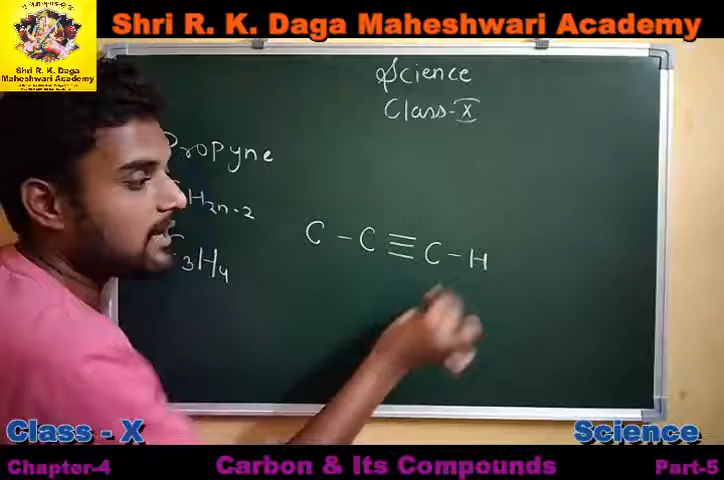 Shri R. K. Daga Maheshwari Academy
Shri R. K. Daga
Maheshwari Academy
Science
Class-X
Propyne
H2n-2
C3H4
C - C ≡ C - H
Class - X
Science
Chapter-4
Carbon & Its Compounds
Part-5